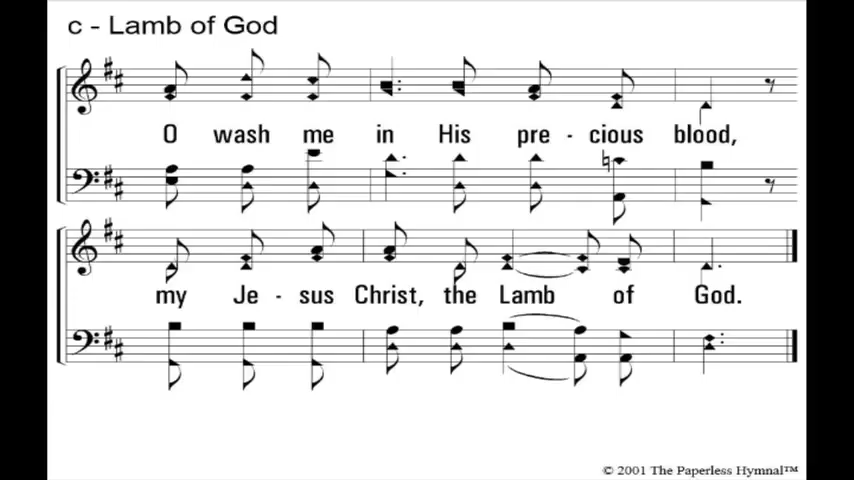 c - Lamb of God
O wash me in His pre - cious blood,
my Je - sus Christ, the Lamb of God.
© 2001 The Paperless Hymnal™